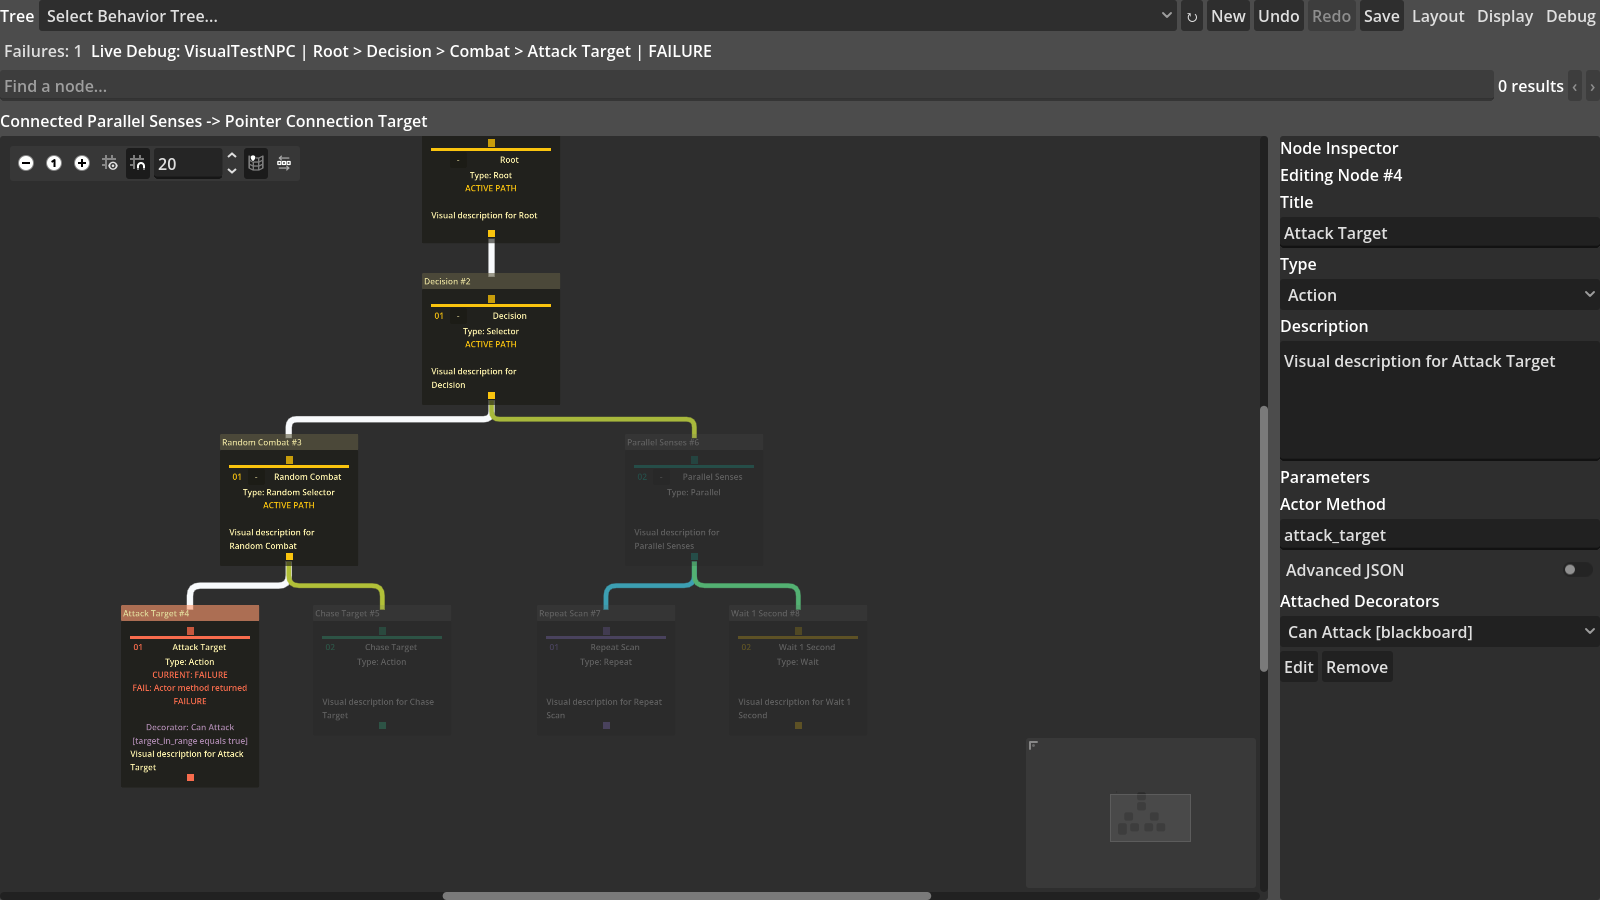 Tree Select Behavior Tree... New Undo Redo Save Layout Display Debug
Failures: 1 Live Debug: VisualTestNPC | Root > Decision > Combat > Attack Target | FAILURE
Find a node... 0 results ‹ ›
Connected Parallel Senses -> Pointer Connection Target
1 20
- Root
Type: Root
ACTIVE PATH
Visual description for Root
Decision #2
01 - Decision
Type: Selector
ACTIVE PATH
Visual description for
Decision
Random Combat #3
01 - Random Combat
Type: Random Selector
ACTIVE PATH
Visual description for
Random Combat
Parallel Senses #6
02 - Parallel Senses
Type: Parallel
Visual description for
Parallel Senses
Attack Target #4
01 Attack Target
Type: Action
CURRENT: FAILURE
FAIL: Actor method returned
FAILURE
Decorator: Can Attack
[target_in_range equals true]
Visual description for Attack
Target
Chase Target #5
02 Chase Target
Type: Action
Visual description for Chase
Target
Repeat Scan #7
01 Repeat Scan
Type: Repeat
Visual description for Repeat
Scan
Wait 1 Second #8
02 Wait 1 Second
Type: Wait
Visual description for Wait 1
Second
Node Inspector
Editing Node #4
Title
Attack Target
Type
Action
Description
Visual description for Attack Target
Parameters
Actor Method
attack_target
Advanced JSON
Attached Decorators
Can Attack [blackboard]
Edit Remove